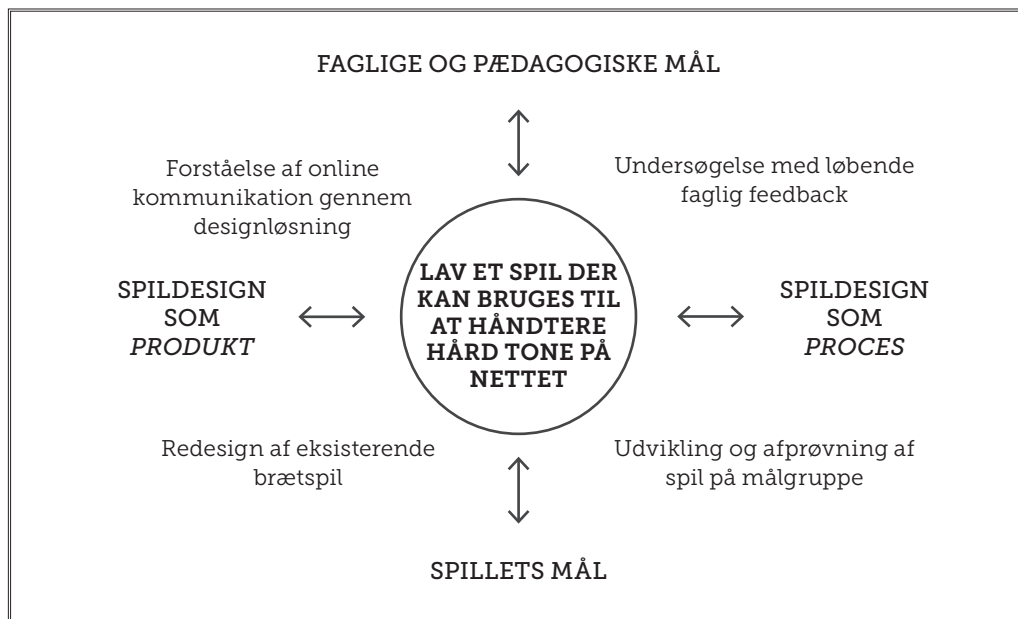 FAGLIGE OG PÆDAGOGISKE MÅL
Forståelse af online
kommunikation gennem
designløsning
Undersøgelse med løbende
faglig feedback
SPILDESIGN
SOM
PRODUKT
LAV ET SPIL DER
KAN BRUGES TIL
AT HÅNDTERE
HÅRD TONE PÅ
NETTET
SPILDESIGN
SOM
PROCES
Redesign af eksisterende
brætspil
Udvikling og afprøvning af
spil på målgruppe
SPILLETS MÅL